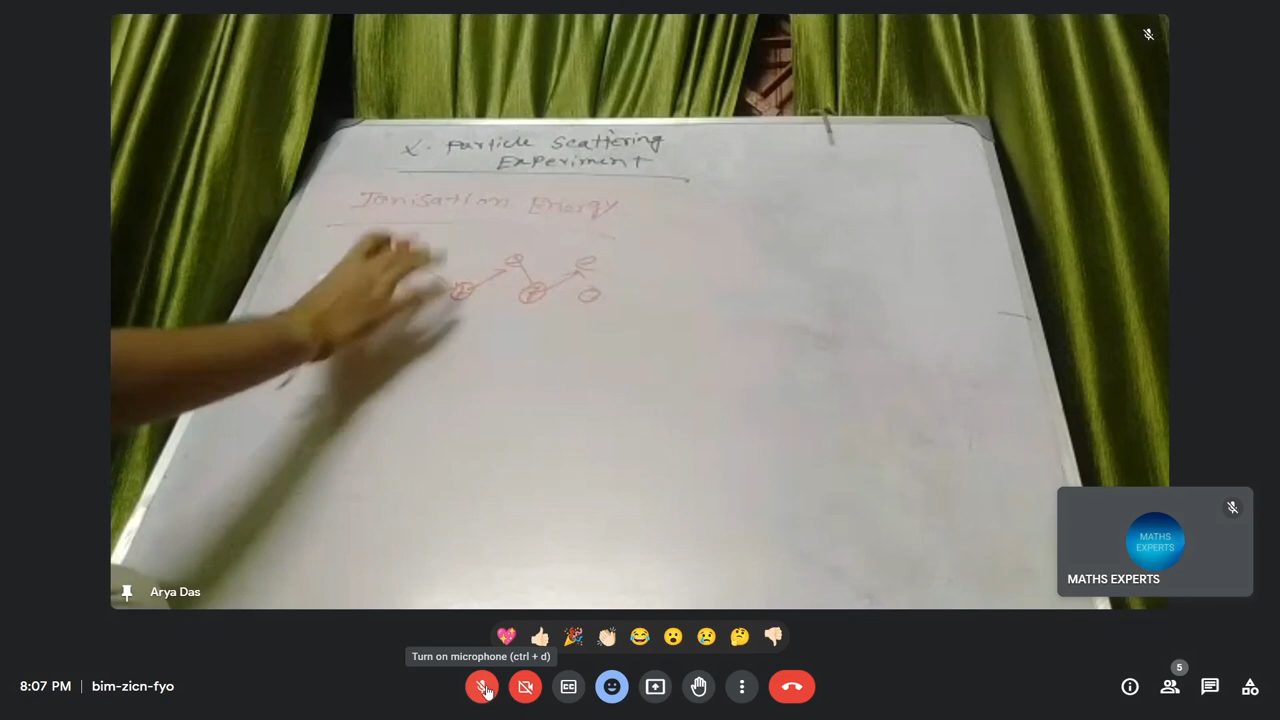 α. Particle Scattering
Experiment
Ionisation Energy
Arya Das
MATHS
EXPERTS
MATHS EXPERTS
Turn on microphone (ctrl + d)
5
8:07 PM | bim-zicn-fyo